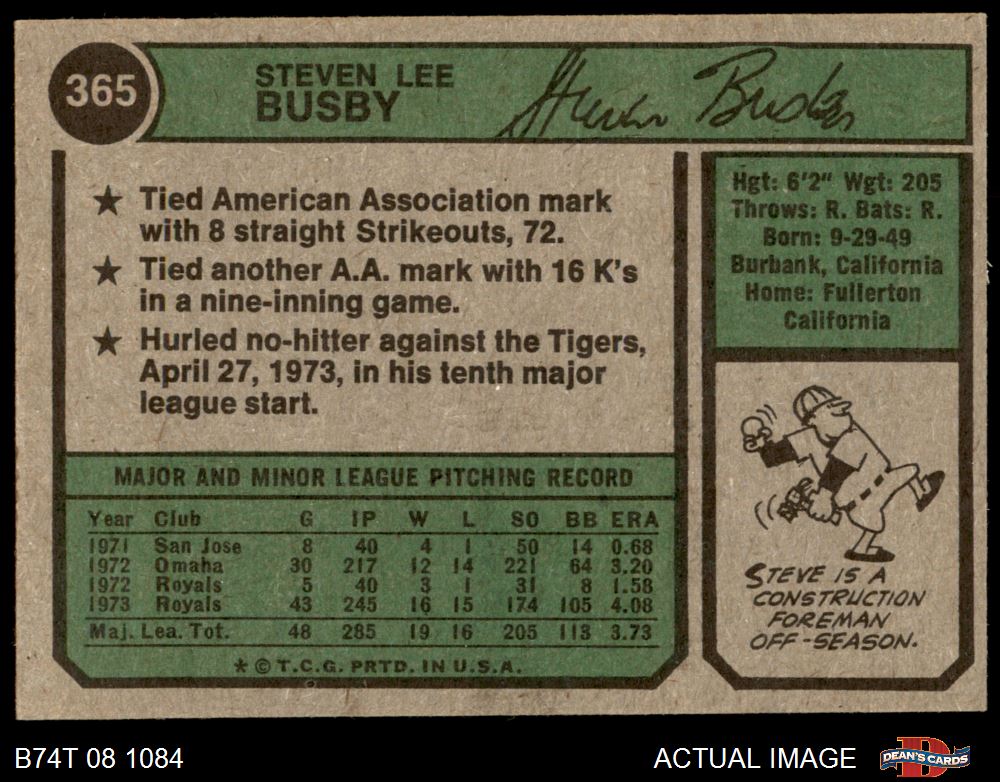 365
STEVEN LEE
BUSBY
Steven Busby
★ Tied American Association mark
with 8 straight Strikeouts, 72.
★ Tied another A.A. mark with 16 K's
in a nine-inning game.
★ Hurled no-hitter against the Tigers,
April 27, 1973, in his tenth major
league start.
Hgt: 6'2" Wgt: 205
Throws: R. Bats: R.
Born: 9-29-49
Burbank, California
Home: Fullerton
California
MAJOR AND MINOR LEAGUE PITCHING RECORD
Year Club G IP W L SO BB ERA
1971 San Jose 8 40 4 1 50 14 0.68
1972 Omaha 30 217 12 14 221 64 3.20
1972 Royals 5 40 3 1 31 8 1.58
1973 Royals 43 245 16 15 174 105 4.08
Maj. Lea. Tot. 48 285 19 16 205 113 3.73
* © T.C.G. PRTD. IN U.S.A.
STEVE IS A
CONSTRUCTION
FOREMAN
OFF-SEASON.
B74T 08 1084
ACTUAL IMAGE
DEAN'S CARDS